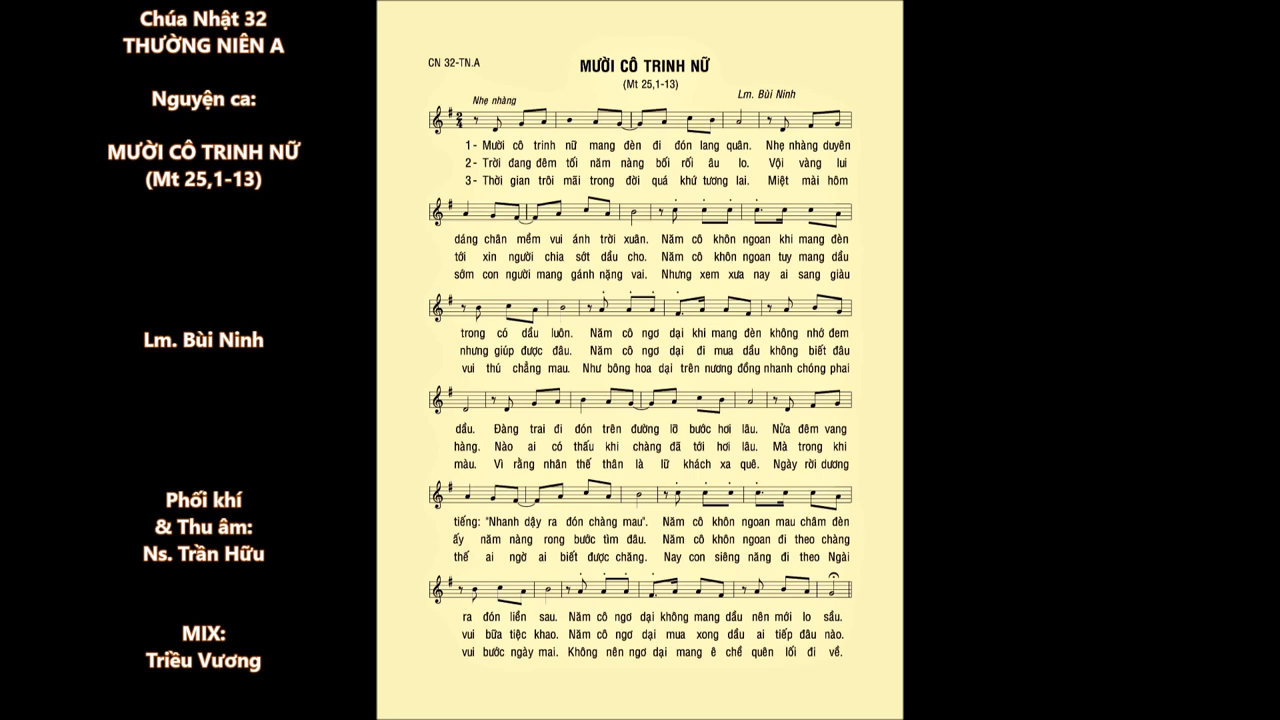 Chúa Nhật 32
THƯỜNG NIÊN A
Nguyện ca:
MƯỜI CÔ TRINH NỮ
(Mt 25,1-13)
Lm. Bùi Ninh
Phối khí
& Thu âm:
Ns. Trần Hữu
MIX:
Triều Vương
CN 32-TN.A
MƯỜI CÔ TRINH NỮ
(Mt 25,1-13)
Lm. Bùi Ninh
Nhẹ nhàng
1- Mười cô trinh nữ mang đèn đi đón lang quân. Nhẹ nhàng duyên
2- Trời đang đêm tối năm nàng bối rối âu lo. Vội vàng lui
3- Thời gian trôi mãi trong đời quá khứ tương lai. Miệt mài hôm
dáng chân mềm vui ánh trời xuân. Năm cô khôn ngoan khi mang đèn
tới xin người chia sớt dầu cho. Năm cô khôn ngoan tuy mang dầu
sớm con người mang gánh nặng vai. Nhưng xem xưa nay ai sang giàu
trong có dầu luôn. Năm cô ngơ dại khi mang đèn không nhớ đem
nhưng giúp được đâu. Năm cô ngơ dại đi mua dầu không biết đâu
vui thú chẳng mau. Như bông hoa dại trên nương đồng nhanh chóng phai
dầu. Đàng trai đi đón trên đường lỡ bước hơi lâu. Nửa đêm vang
hàng. Nào ai có thấu khi chàng đã tới hơi lâu. Mà trong khi
màu. Vì rằng nhân thế thân là lữ khách xa quê. Ngày rời dương
tiếng: "Nhanh dậy ra đón chàng mau". Năm cô khôn ngoan mau châm đèn
ấy năm nàng rong bước tìm dầu. Năm cô khôn ngoan đi theo chàng
thế ai ngờ ai biết được chăng. Nay con siêng năng đi theo Ngài
ra đón liền sau. Năm cô ngơ dại không mang dầu nên mới lo sầu.
vui bữa tiệc khao. Năm cô ngơ dại mua xong dầu ai tiếp đâu nào.
vui bước ngày mai. Không nên ngơ dại mang ê chề quên lối đi về.